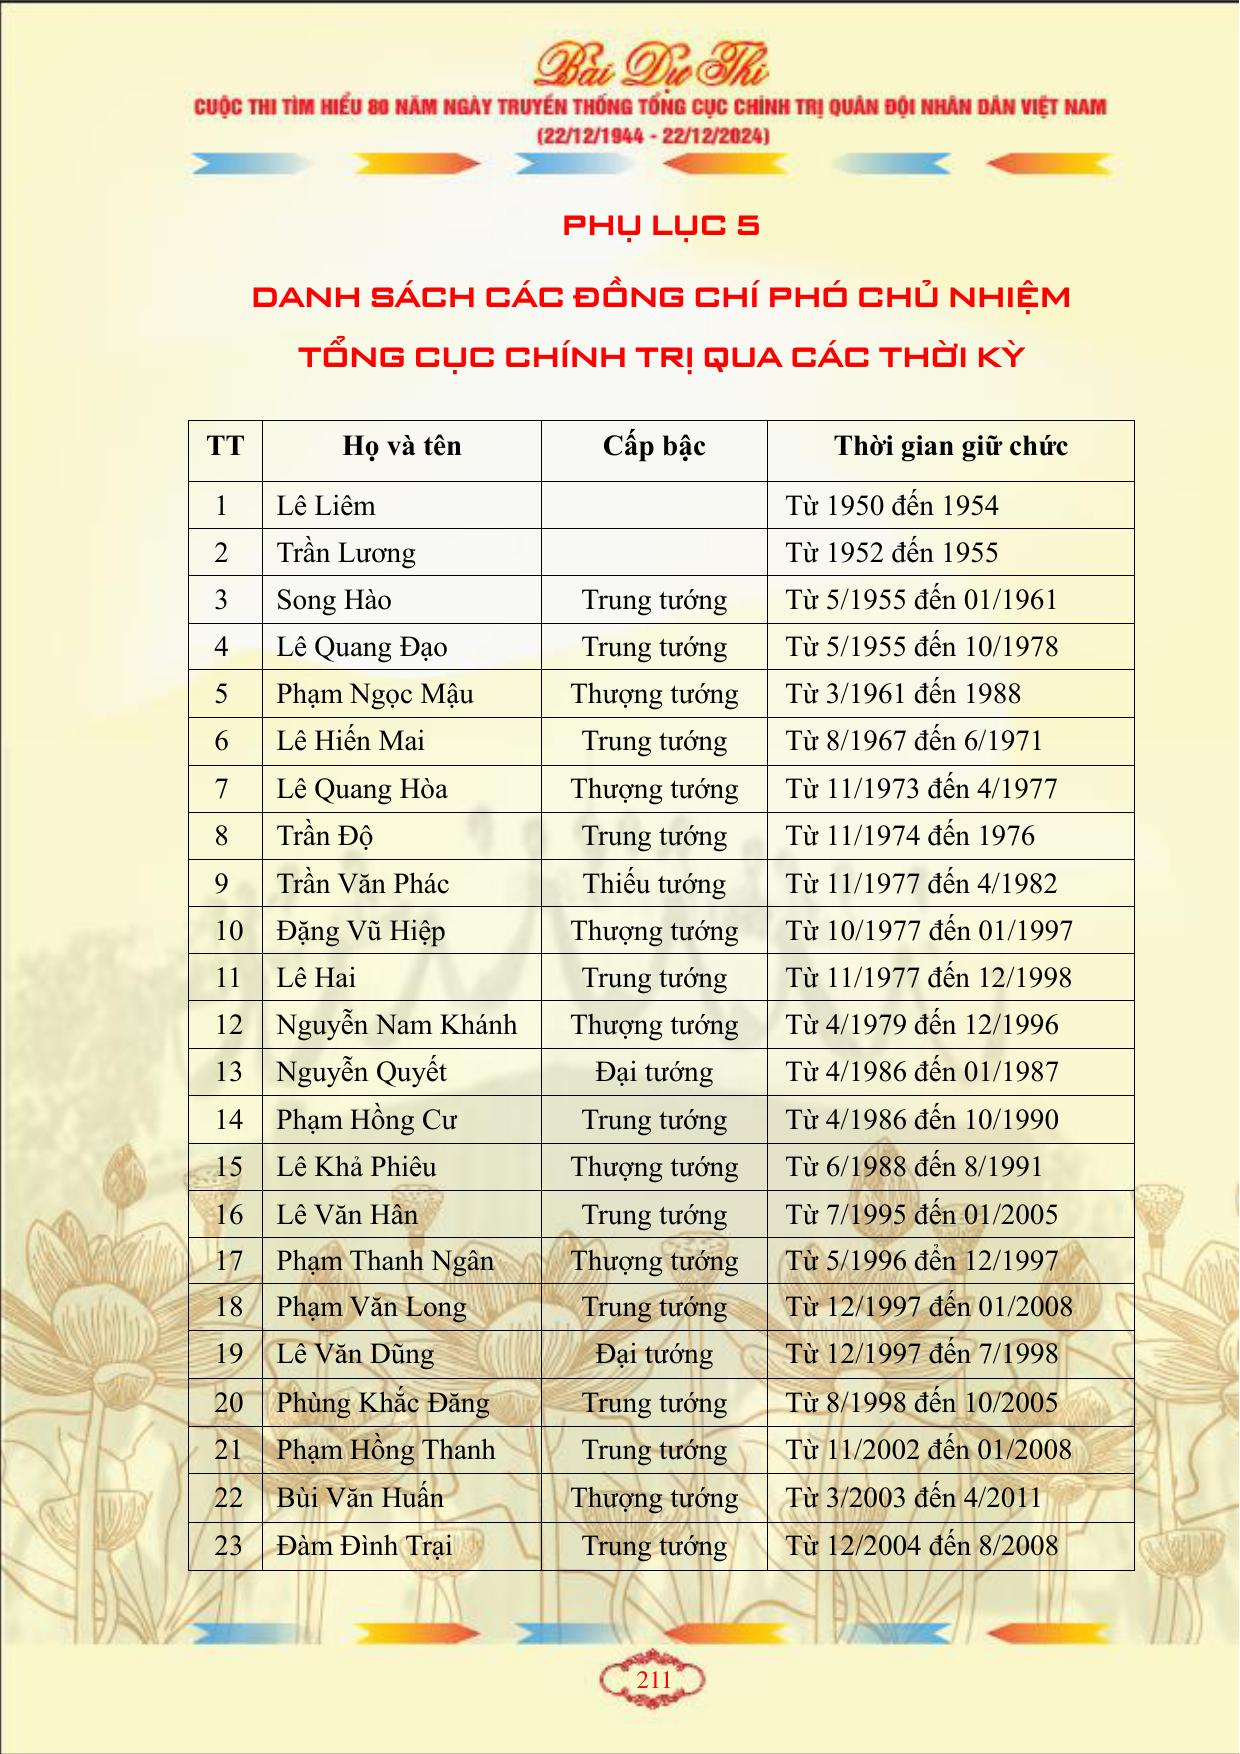 Bài Dự Thi
CUỘC THI TÌM HIỂU 80 NĂM NGÀY TRUYỀN THỐNG TỔNG CỤC CHÍNH TRỊ QUÂN ĐỘI NHÂN DÂN VIỆT NAM
(22/12/1944 - 22/12/2024)
PHỤ LỤC 5
DANH SÁCH CÁC ĐỒNG CHÍ PHÓ CHỦ NHIỆM
TỔNG CỤC CHÍNH TRỊ QUA CÁC THỜI KỲ
TT Họ và tên Cấp bậc Thời gian giữ chức
1 Lê Liêm Từ 1950 đến 1954
2 Trần Lương Từ 1952 đến 1955
3 Song Hào Trung tướng Từ 5/1955 đến 01/1961
4 Lê Quang Đạo Trung tướng Từ 5/1955 đến 10/1978
5 Phạm Ngọc Mậu Thượng tướng Từ 3/1961 đến 1988
6 Lê Hiến Mai Trung tướng Từ 8/1967 đến 6/1971
7 Lê Quang Hòa Thượng tướng Từ 11/1973 đến 4/1977
8 Trần Độ Trung tướng Từ 11/1974 đến 1976
9 Trần Văn Phác Thiếu tướng Từ 11/1977 đến 4/1982
10 Đặng Vũ Hiệp Thượng tướng Từ 10/1977 đến 01/1997
11 Lê Hai Trung tướng Từ 11/1977 đến 12/1998
12 Nguyễn Nam Khánh Thượng tướng Từ 4/1979 đến 12/1996
13 Nguyễn Quyết Đại tướng Từ 4/1986 đến 01/1987
14 Phạm Hồng Cư Trung tướng Từ 4/1986 đến 10/1990
15 Lê Khả Phiêu Thượng tướng Từ 6/1988 đến 8/1991
16 Lê Văn Hân Trung tướng Từ 7/1995 đến 01/2005
17 Phạm Thanh Ngân Thượng tướng Từ 5/1996 đển 12/1997
18 Phạm Văn Long Trung tướng Từ 12/1997 đến 01/2008
19 Lê Văn Dũng Đại tướng Từ 12/1997 đến 7/1998
20 Phùng Khắc Đăng Trung tướng Từ 8/1998 đến 10/2005
21 Phạm Hồng Thanh Trung tướng Từ 11/2002 đến 01/2008
22 Bùi Văn Huấn Thượng tướng Từ 3/2003 đến 4/2011
23 Đàm Đình Trại Trung tướng Từ 12/2004 đến 8/2008
211